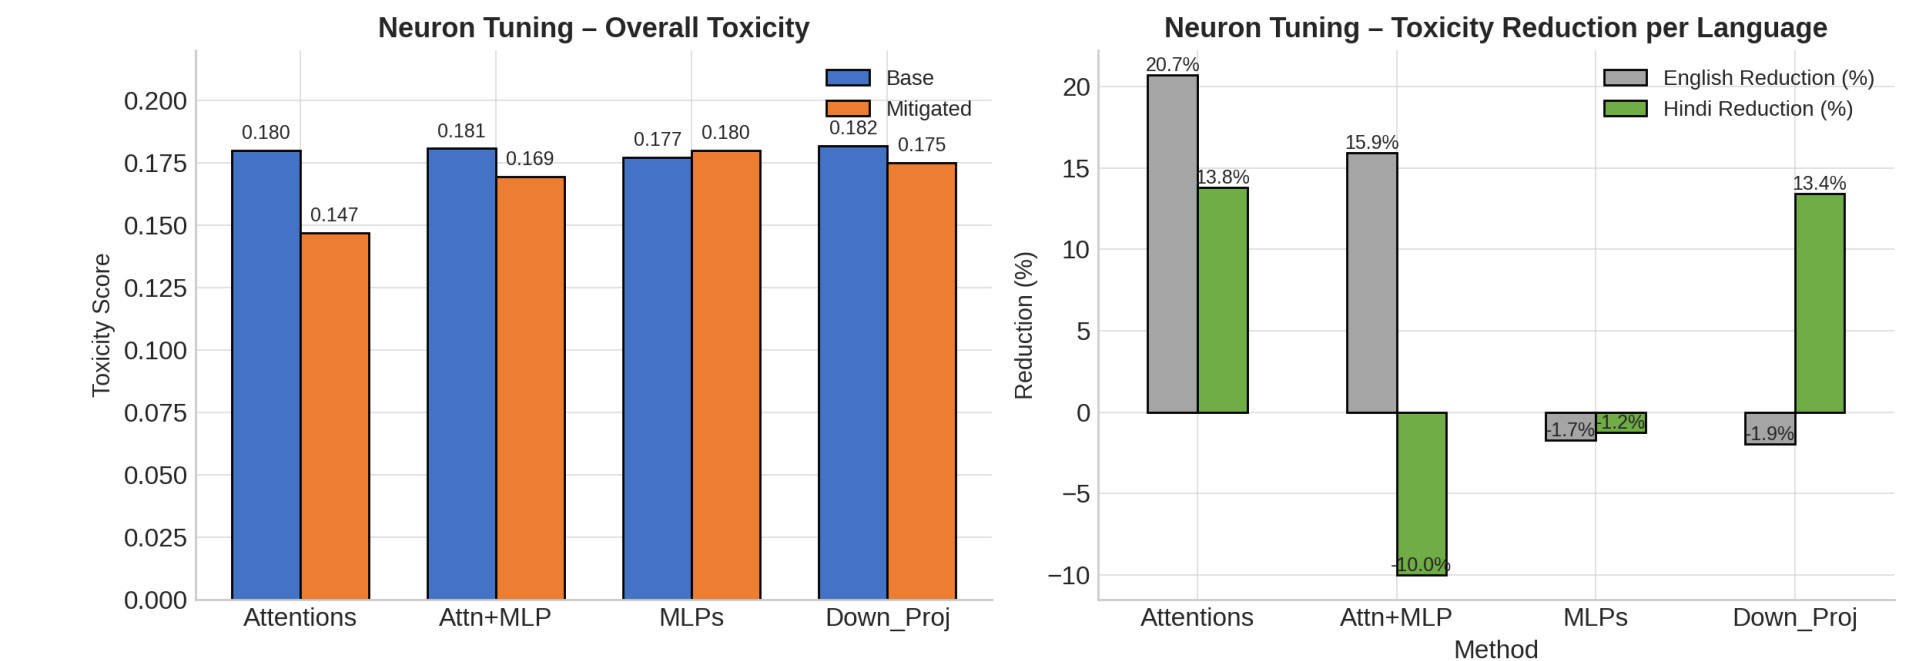 Neuron Tuning – Overall Toxicity
Base
Mitigated
0.200
0.175
0.150
0.125
0.100
0.075
0.050
0.025
0.000
Toxicity Score
0.180
0.147
0.181
0.169
0.177
0.180
0.182
0.175
Attentions
Attn+MLP
MLPs
Down_Proj
Neuron Tuning – Toxicity Reduction per Language
English Reduction (%)
Hindi Reduction (%)
20
15
10
5
0
−5
−10
Reduction (%)
20.7%
13.8%
15.9%
-10.0%
-1.7%
-1.2%
-1.9%
13.4%
Attentions
Attn+MLP
MLPs
Down_Proj
Method